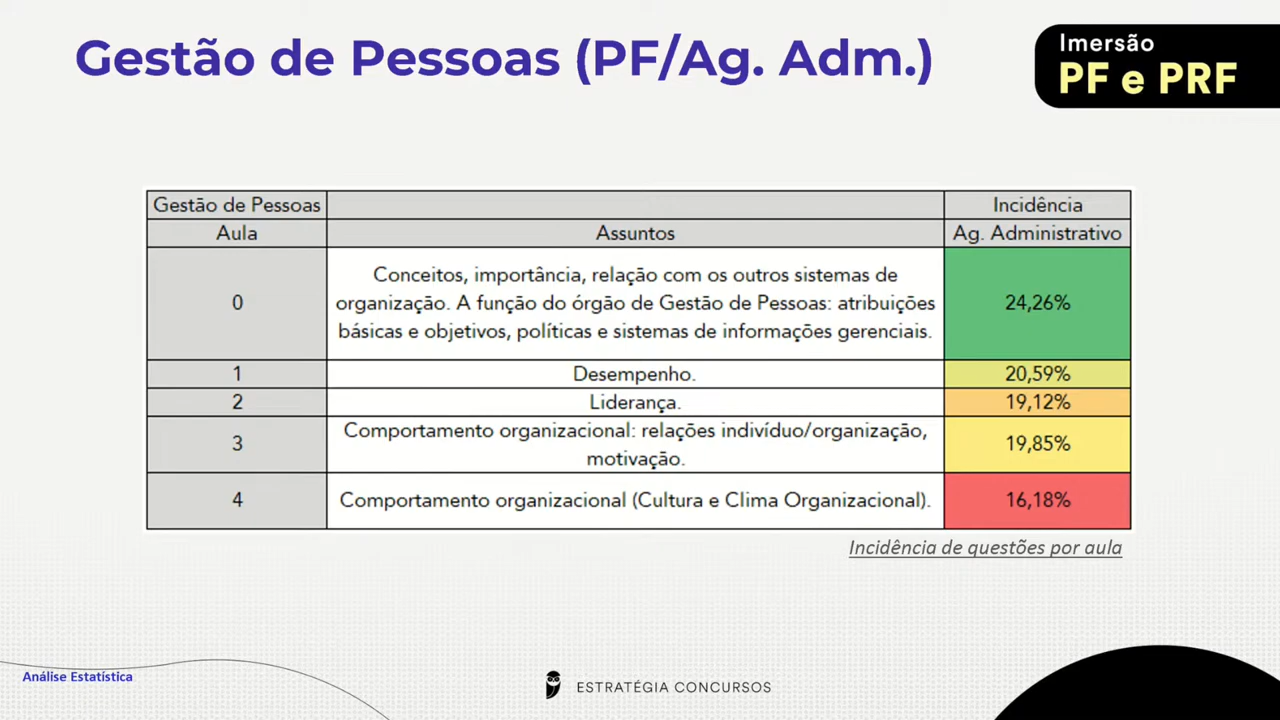 Gestão de Pessoas (PF/Ag. Adm.)
Imersão
PF e PRF
Gestão de Pessoas
Incidência
Aula
Assuntos
Ag. Administrativo
0
Conceitos, importância, relação com os outros sistemas de
organização. A função do órgão de Gestão de Pessoas: atribuições
básicas e objetivos, políticas e sistemas de informações gerenciais.
24,26%
1
Desempenho.
20,59%
2
Liderança.
19,12%
3
Comportamento organizacional: relações indivíduo/organização,
motivação.
19,85%
4
Comportamento organizacional (Cultura e Clima Organizacional).
16,18%
Incidência de questões por aula
Análise Estatística
ESTRATÉGIA CONCURSOS